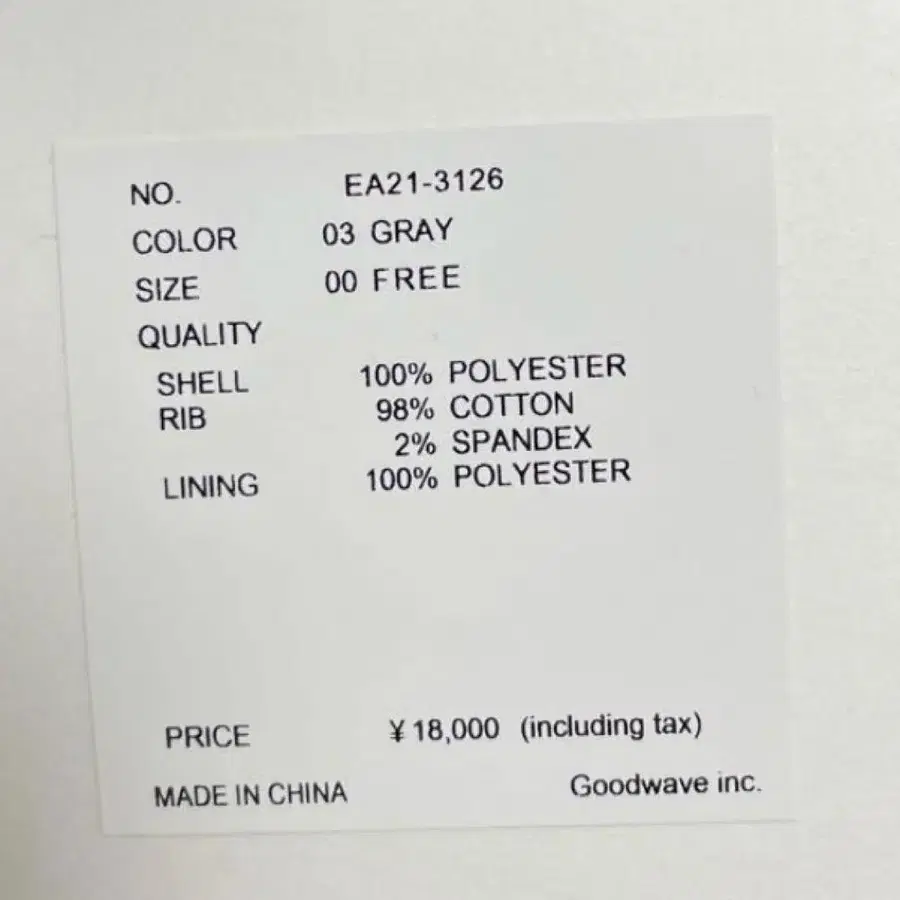 NO. EA21-3126
COLOR 03 GRAY
SIZE 00 FREE
QUALITY
SHELL 100% POLYESTER
RIB 98% COTTON
2% SPANDEX
LINING 100% POLYESTER
PRICE ¥18,000 (including tax)
MADE IN CHINA Goodwave inc.